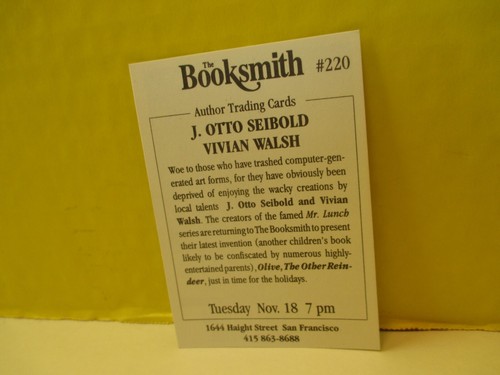 The
Booksmith #220
Author Trading Cards
J. OTTO SEIBOLD
VIVIAN WALSH
Woe to those who have trashed computer-gen-
erated art forms, for they have obviously been
deprived of enjoying the wacky creations by
local talents J. Otto Seibold and Vivian
Walsh. The creators of the famed Mr. Lunch
series are returning to The Booksmith to present
their latest invention (another children's book
likely to be confiscated by numerous highly-
entertained parents), Olive, The Other Rein-
deer, just in time for the holidays.
Tuesday Nov. 18 7 pm
1644 Haight Street San Francisco
415 863-8688